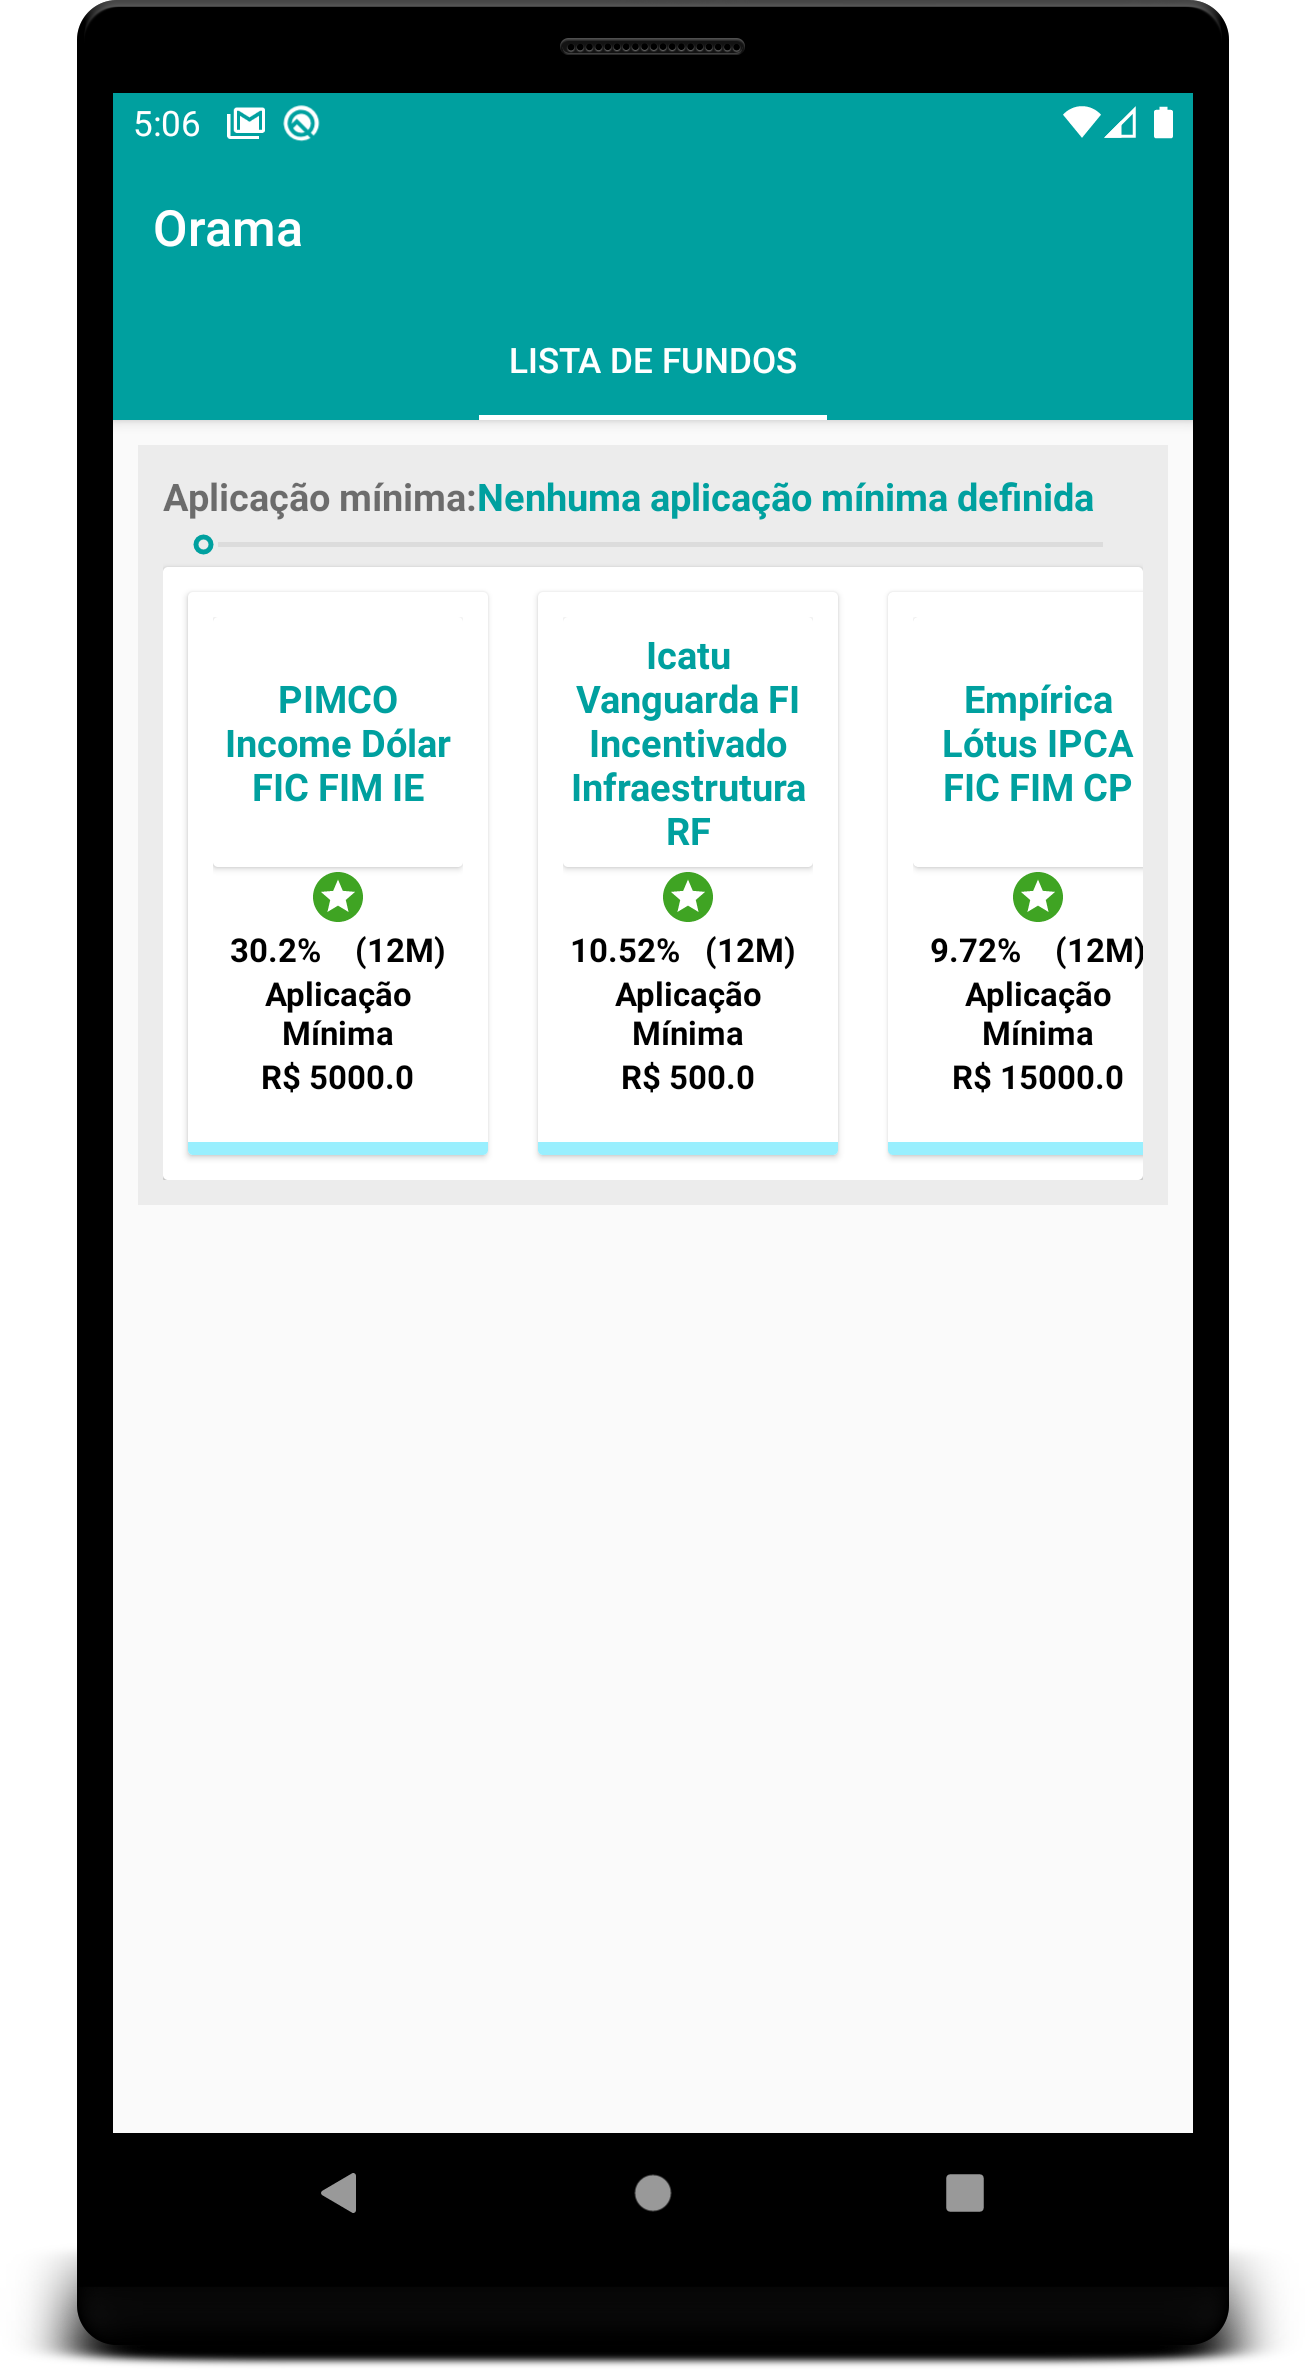 5:06
Orama
LISTA DE FUNDOS
Aplicação mínima:Nenhuma aplicação mínima definida
PIMCO
Income Dólar
FIC FIM IE
30.2% (12M)
Aplicação
Mínima
R$ 5000.0
Icatu
Vanguarda FI
Incentivado
Infraestrutura
RF
10.52% (12M)
Aplicação
Mínima
R$ 500.0
Empírica
Lótus IPCA
FIC FIM CP
9.72% (12M)
Aplicação
Mínima
R$ 15000.0